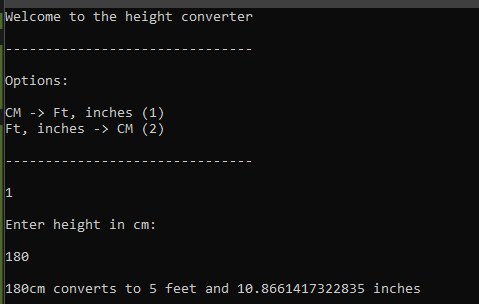 Welcome to the height converter
-------------------------------
Options:
CM -> Ft, inches (1)
Ft, inches -> CM (2)
-------------------------------
1
Enter height in cm:
180
180cm converts to 5 feet and 10.8661417322835 inches